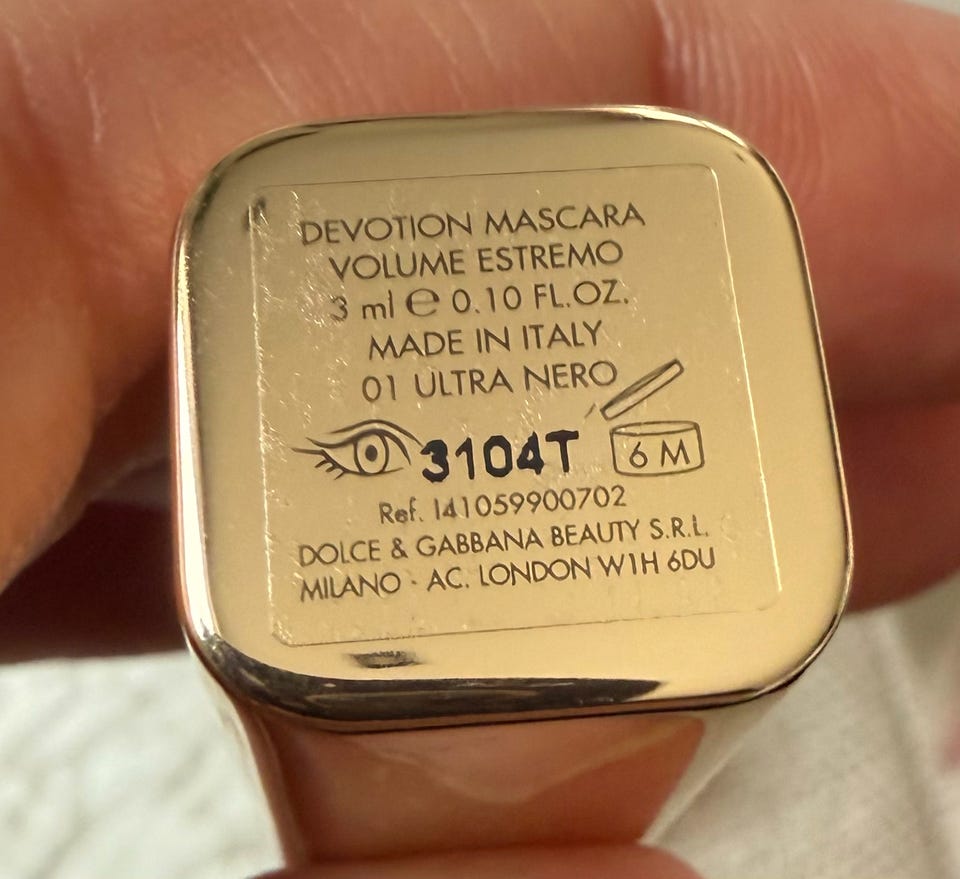 DEVOTION MASCARA
VOLUME ESTREMO
3 ml ℮ 0.10 FL.OZ.
MADE IN ITALY
01 ULTRA NERO
3104T 6 M
Ref. I41059900702
DOLCE & GABBANA BEAUTY S.R.L.
MILANO - AC. LONDON W1H 6DU